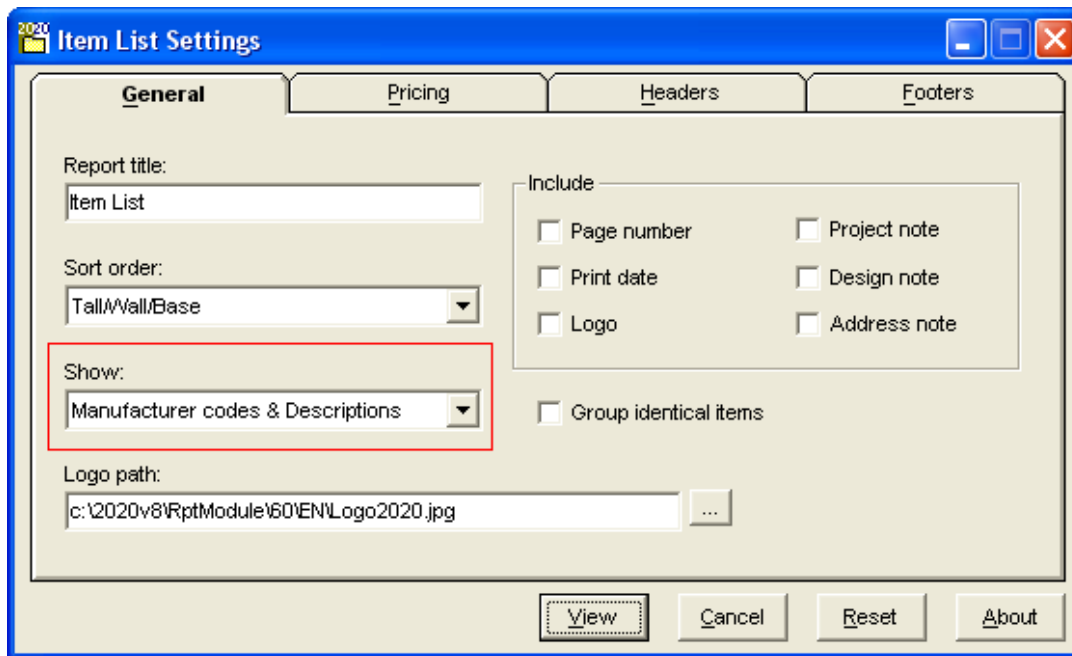 2020
Item List Settings
General Pricing Headers Footers
Report title:
Item List
Sort order:
Tall/Wall/Base
Show:
Manufacturer codes & Descriptions
Logo path:
c:\2020v8\RptModule\60\EN\Logo2020.jpg
...
Include
Page number
Project note
Print date
Design note
Logo
Address note
Group identical items
View Cancel Reset About